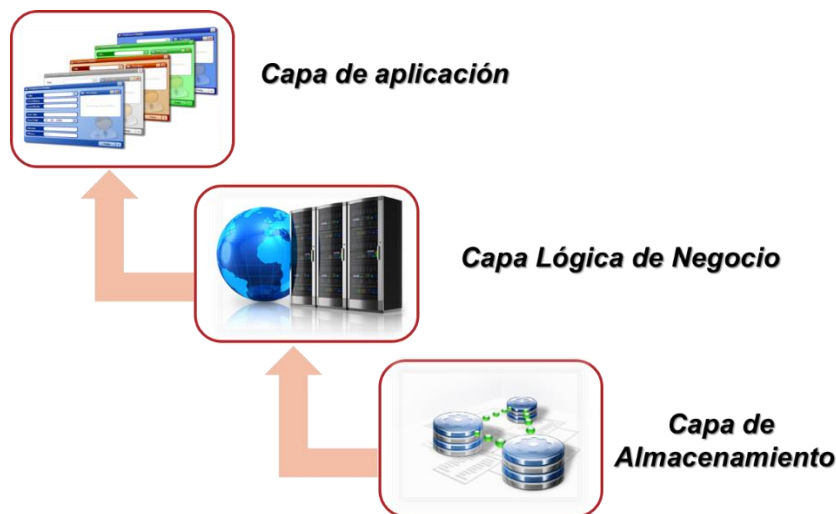 Capa de aplicación
Capa Lógica de Negocio
Capa de
Almacenamiento